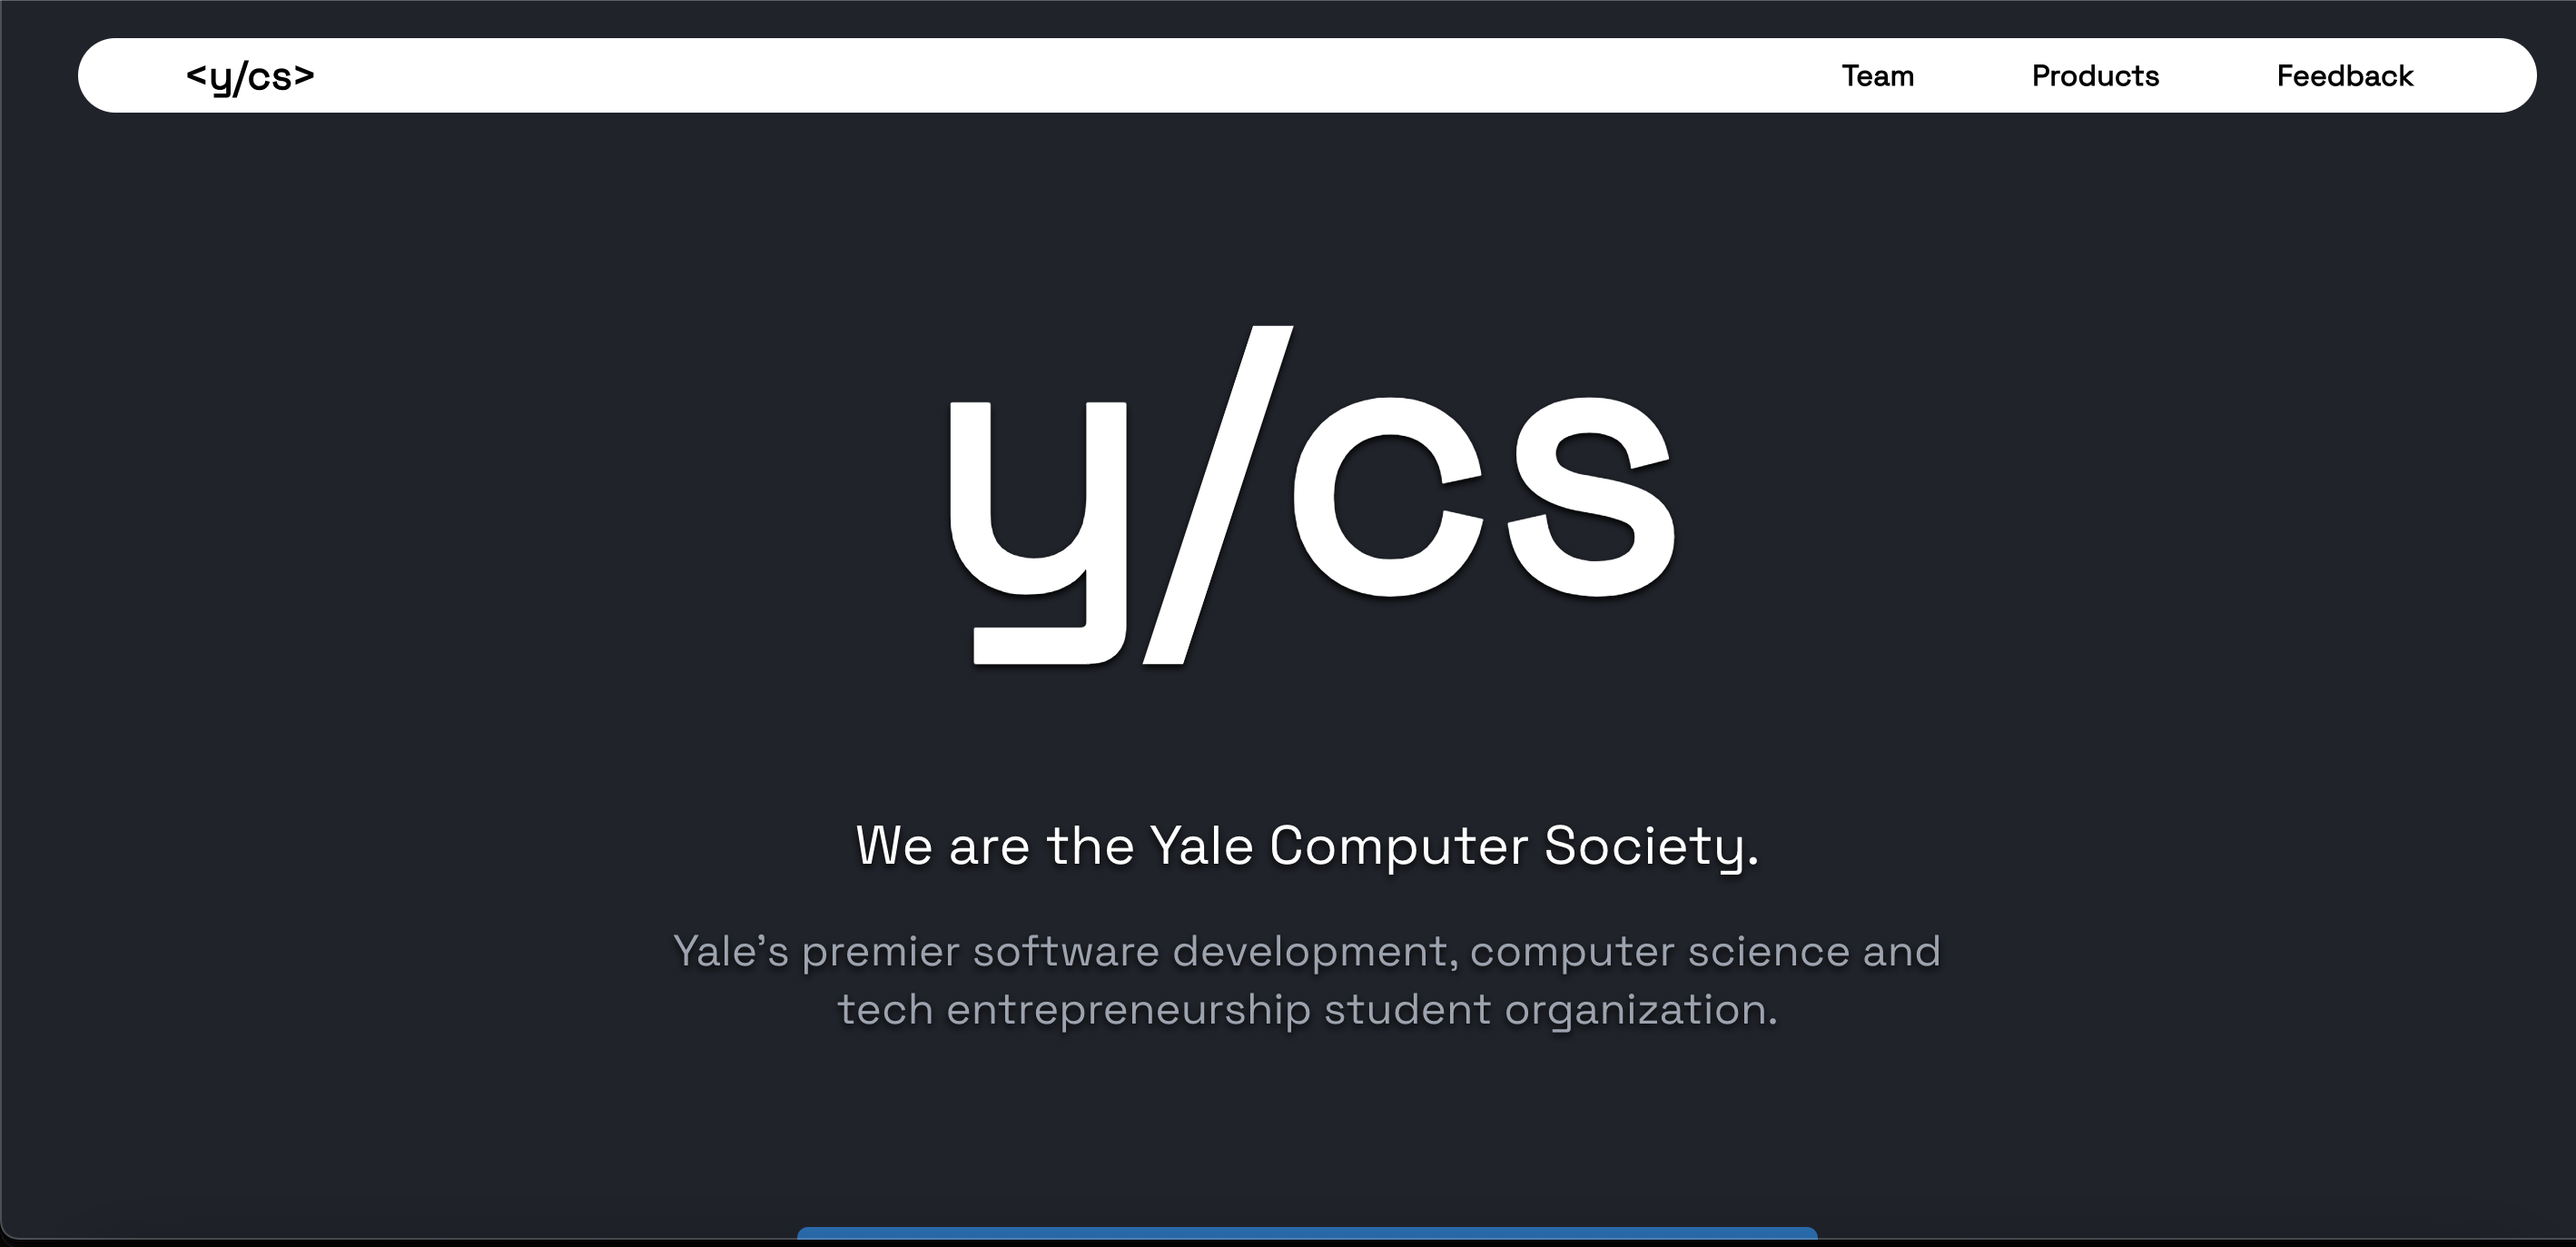 <y/cs>
Team Products Feedback
y/cs
We are the Yale Computer Society.
Yale's premier software development, computer science and
tech entrepreneurship student organization.